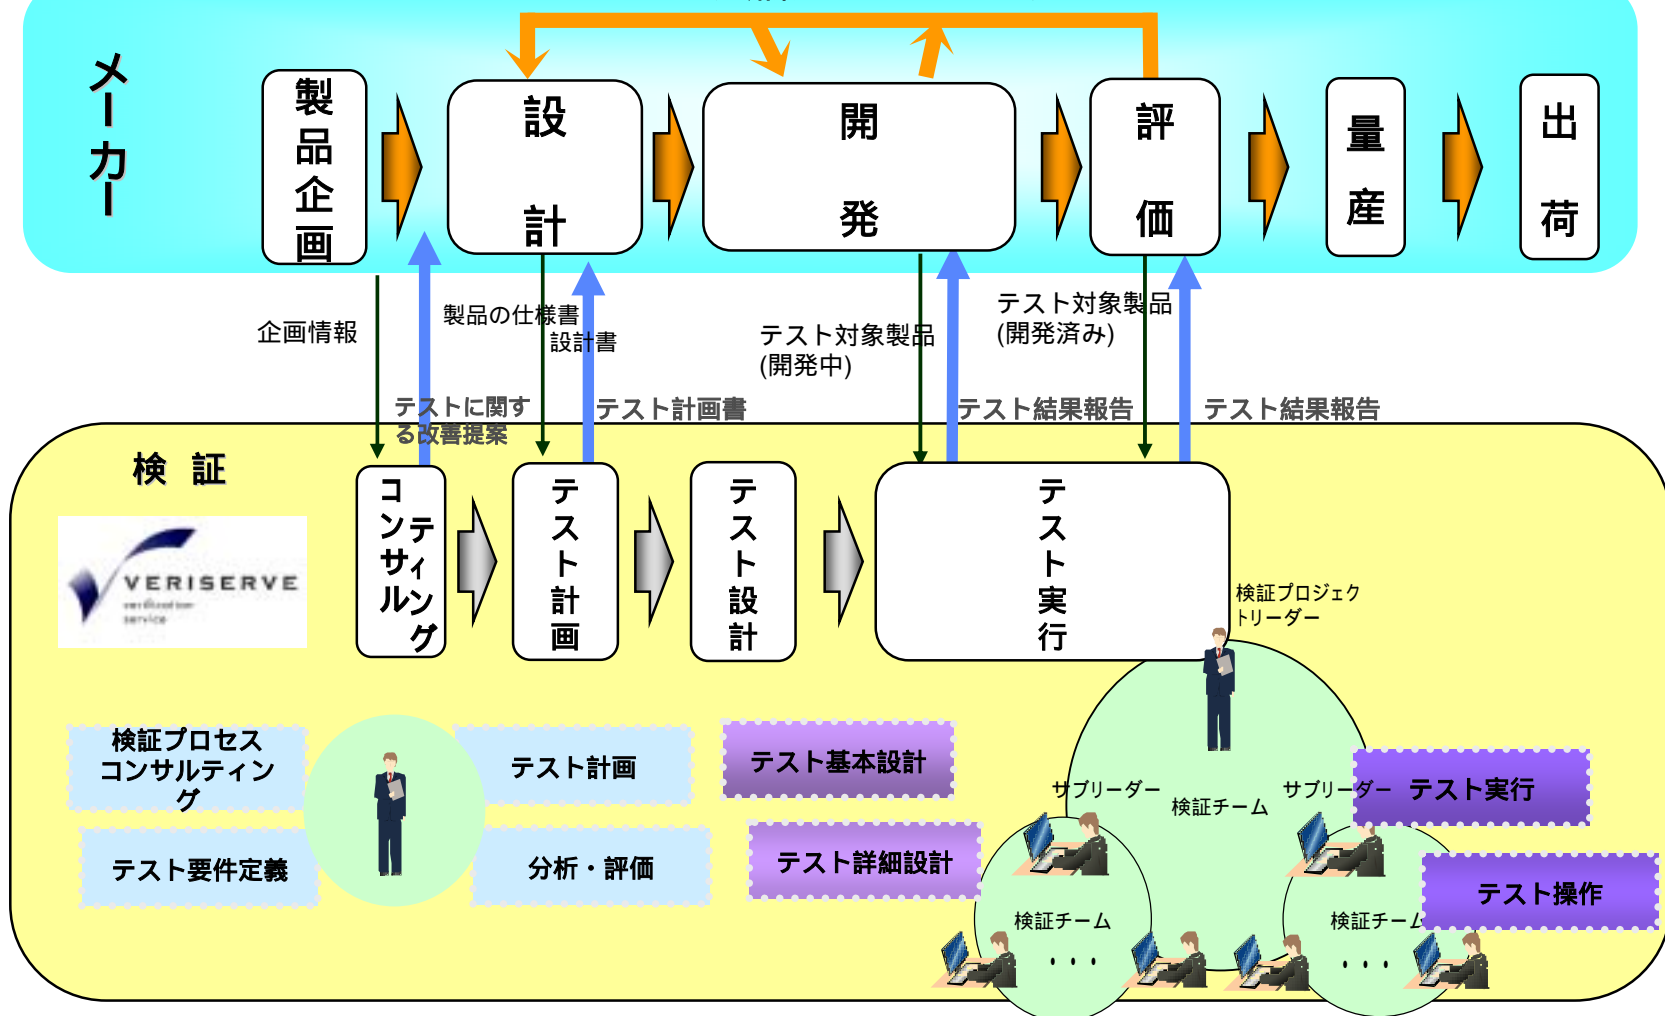 メーカー
製品企画
設計
開発
評価
量産
出荷
企画情報
製品の仕様書
設計書
テスト対象製品
(開発中)
テスト対象製品
(開発済み)
テストに関す
る改善提案
テスト計画書
テスト結果報告
テスト結果報告
検 証
VERISERVE
verification
service
コンサル
ティング
テスト計画
テスト設計
テスト実行
検証プロジェク
トリーダー
検証プロセス
コンサルティン
グ
テスト要件定義
テスト計画
分析・評価
テスト基本設計
テスト詳細設計
サブリーダー
検証チーム
サブリーダー
テスト実行
テスト操作
検証チーム
・・・
検証チーム
・・・